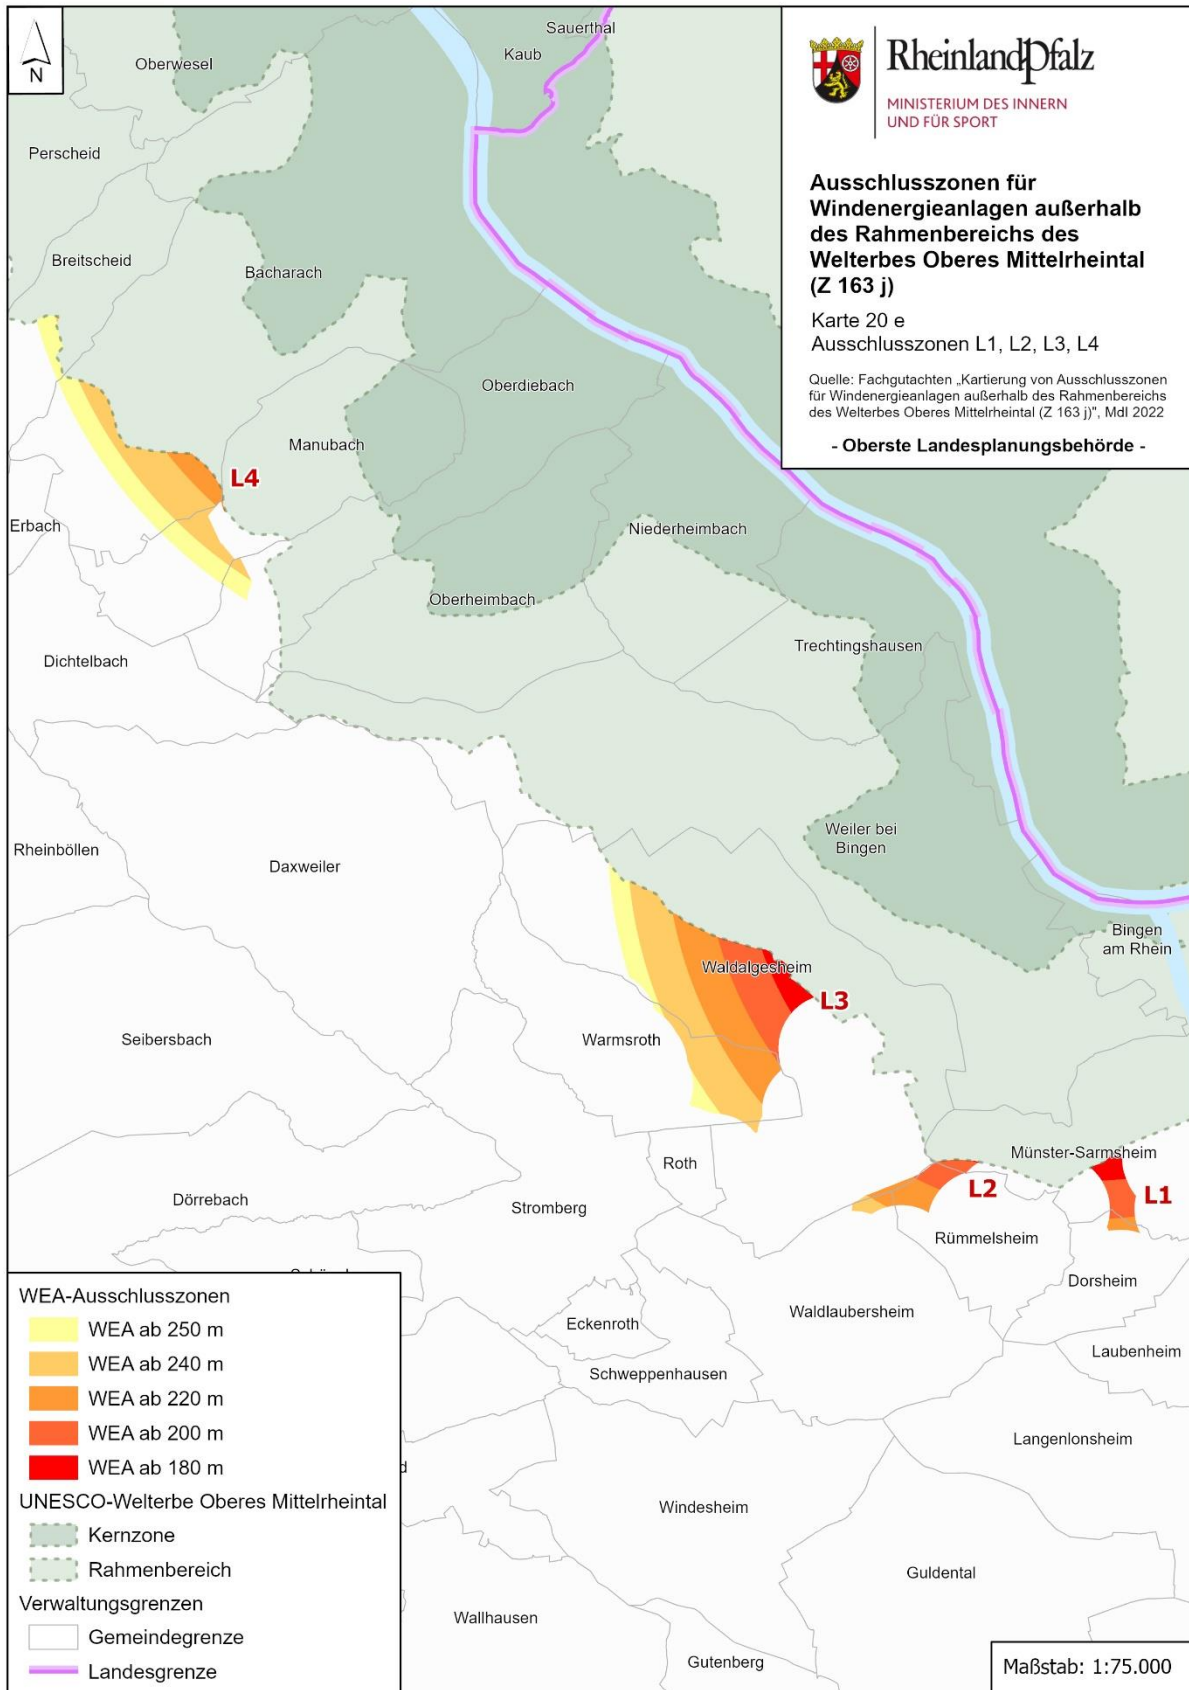 N
RheinlandPfalz
MINISTERIUM DES INNERN
UND FÜR SPORT
Ausschlusszonen für
Windenergieanlagen außerhalb
des Rahmenbereichs des
Welterbes Oberes Mittelrheintal
(Z 163 j)
Karte 20 e
Ausschlusszonen L1, L2, L3, L4
Quelle: Fachgutachten „Kartierung von Ausschlusszonen
für Windenergieanlagen außerhalb des Rahmenbereichs
des Welterbes Oberes Mittelrheintal (Z 163 j)", MdI 2022
- Oberste Landesplanungsbehörde -
Sauerthal
Kaub
Oberwesel
Perscheid
Breitscheid
Bacharach
Oberdiebach
Manubach
L4
Erbach
Niederheimbach
Oberheimbach
Trechtingshausen
Dichtelbach
Weiler bei
Bingen
Rheinböllen
Daxweiler
Bingen
am Rhein
Waldalgesheim
L3
Seibersbach
Warmsroth
Münster-Sarmsheim
Roth
L2
L1
Dörrebach
Stromberg
Rümmelsheim
Dorsheim
Waldlaubersheim
Eckenroth
Laubenheim
Schweppenhausen
Langenlonsheim
d
Windesheim
Guldental
Wallhausen
Gutenberg
WEA-Ausschlusszonen
WEA ab 250 m
WEA ab 240 m
WEA ab 220 m
WEA ab 200 m
WEA ab 180 m
UNESCO-Welterbe Oberes Mittelrheintal
Kernzone
Rahmenbereich
Verwaltungsgrenzen
Gemeindegrenze
Landesgrenze
Maßstab: 1:75.000